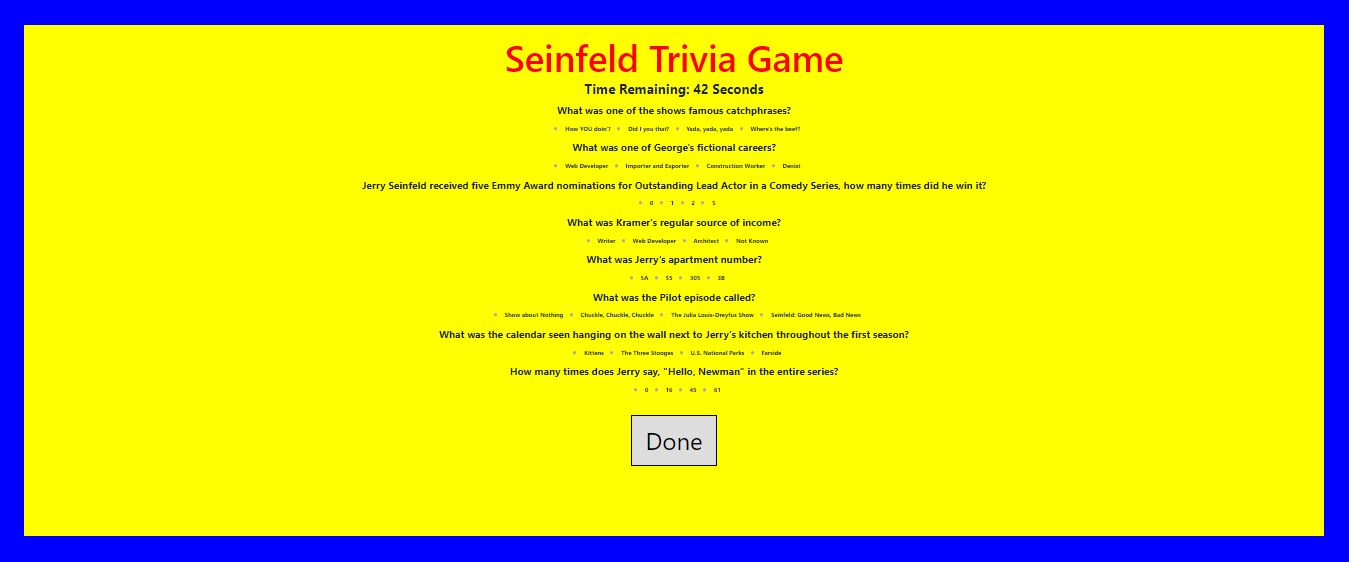 Seinfeld Trivia Game
Time Remaining: 42 Seconds
What was one of the shows famous catchphrases?
How YOU doin'? Did I you that? Yada, yada, yada Where's the beef?
What was one of George's fictional careers?
Web Developer Importer and Exporter Construction Worker Denist
Jerry Seinfeld received five Emmy Award nominations for Outstanding Lead Actor in a Comedy Series, how many times did he win it?
0 1 2 5
What was Kramer's regular source of income?
Writer Web Developer Architect Not Known
What was Jerry's apartment number?
5A 55 305 3B
What was the Pilot episode called?
Show about Nothing Chuckle, Chuckle, Chuckle The Julia Louis-Dreyfus Show Seinfeld: Good News, Bad News
What was the calendar seen hanging on the wall next to Jerry's kitchen throughout the first season?
Kittens The Three Stooges U.S. National Parks Farside
How many times does Jerry say, "Hello, Newman" in the entire series?
0 16 45 61
Done